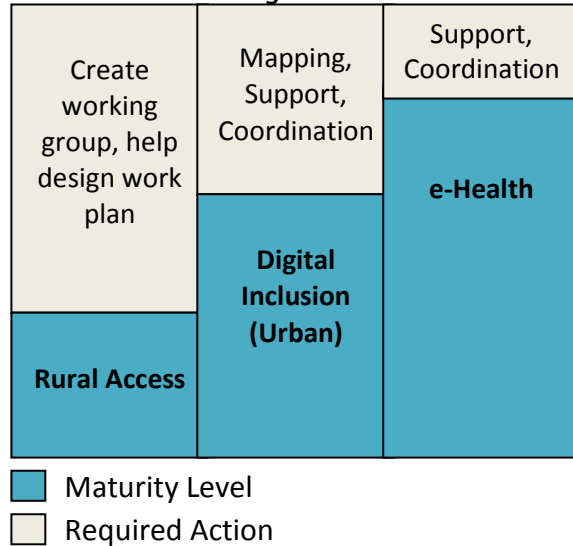 Create
working
group, help
design work
plan
Mapping,
Support,
Coordination
Support,
Coordination
Rural Access
Digital
Inclusion
(Urban)
e-Health
Maturity Level
Required Action